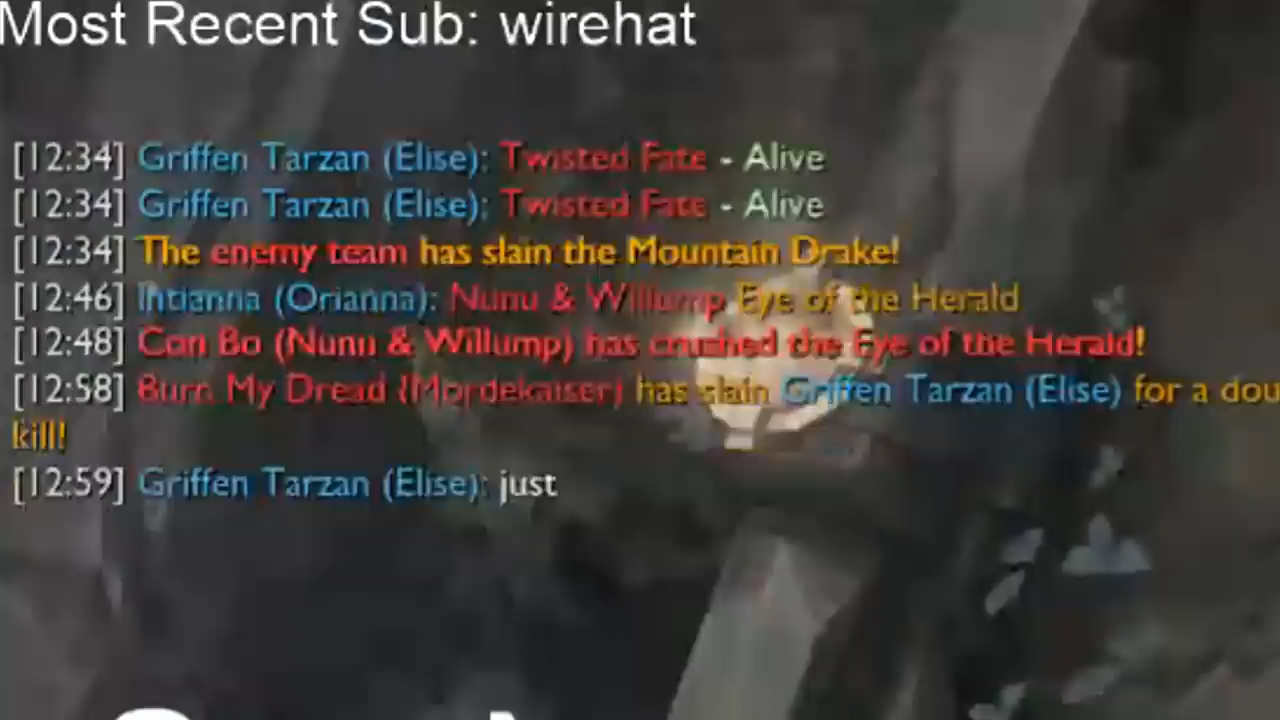 Most Recent Sub: wirehat
[12:34] Griffen Tarzan (Elise): Twisted Fate - Alive
[12:34] Griffen Tarzan (Elise): Twisted Fate - Alive
[12:34] The enemy team has slain the Mountain Drake!
[12:46] Intianna (Orianna): Nunu & Willump Eye of the Herald
[12:48] Con Bo (Nunu & Willump) has crushed the Eye of the Herald!
[12:58] Burn My Dread (Mordekaiser) has slain Griffen Tarzan (Elise) for a dou
kill!
[12:59] Griffen Tarzan (Elise): just